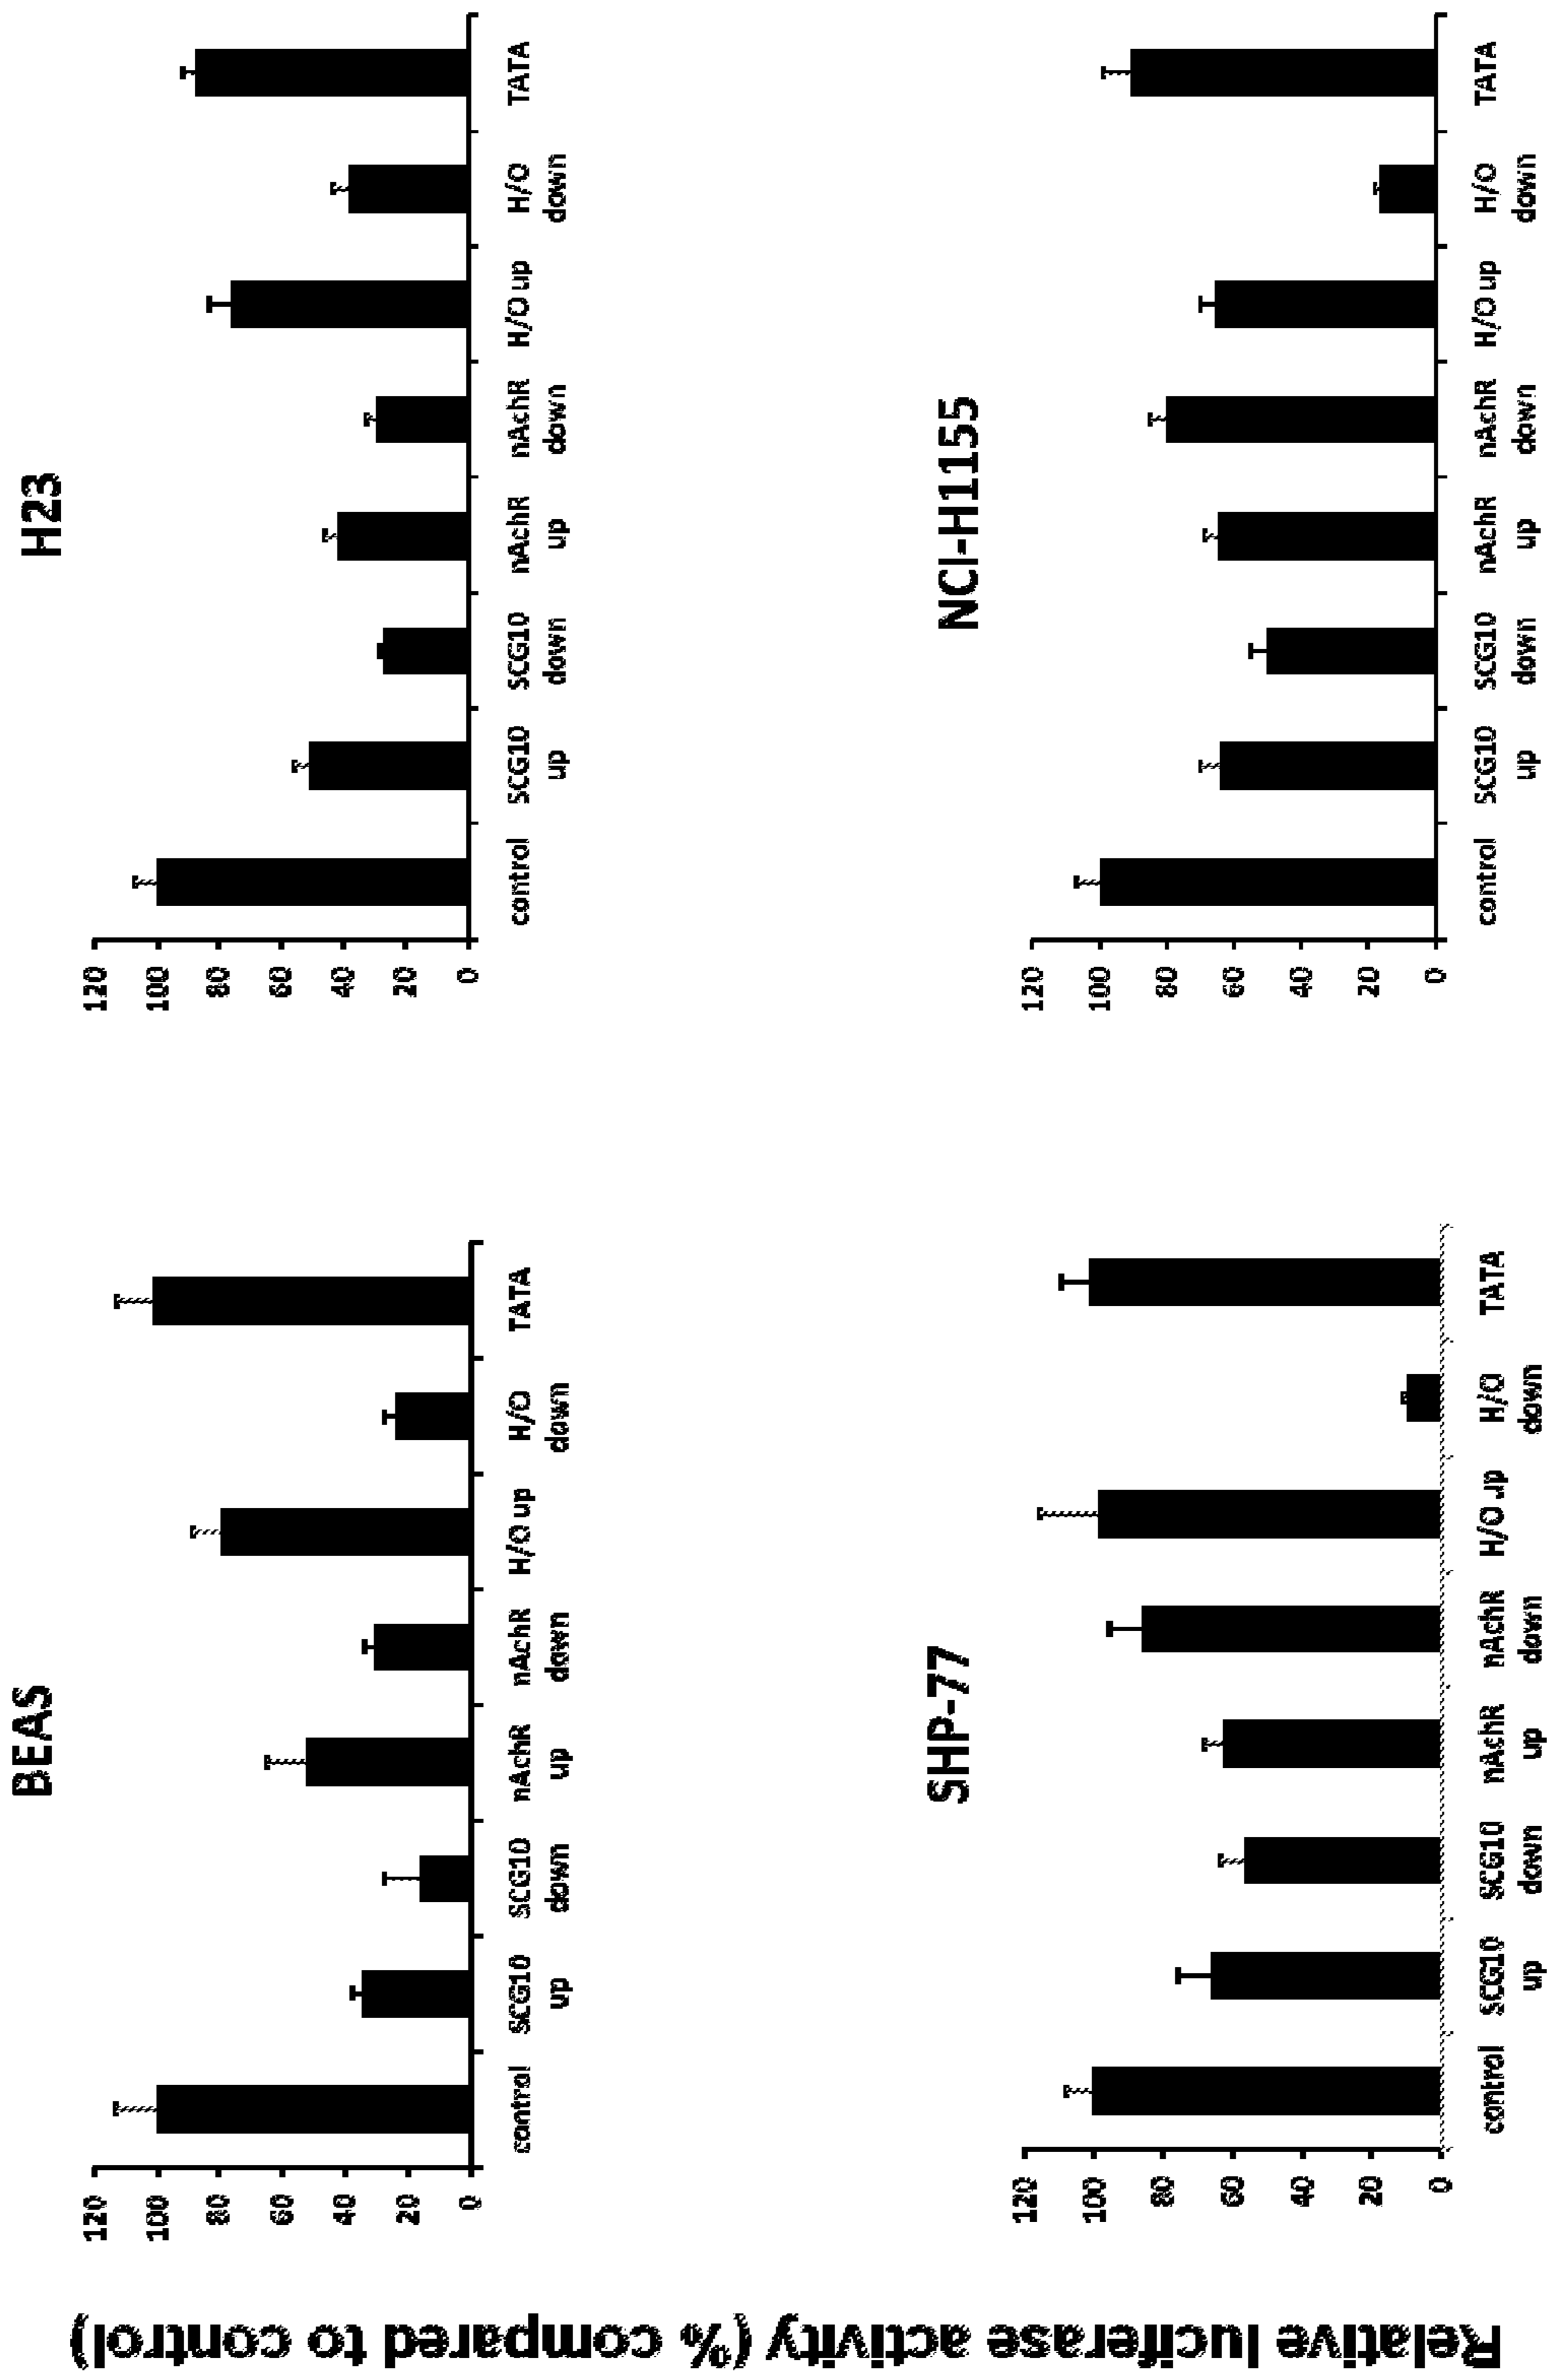 Relative luciferase activity (% compared to control)
BEAS
120
100
80
60
40
20
0
control
SCG10
up
SCG10
down
nAchR
up
nAchR
down
H/O up
H/O
down
TATA
H23
120
100
80
60
40
20
0
control
SCG10
up
SCG10
down
nAchR
up
nAchR
down
H/O up
H/O
down
TATA
SHP-77
120
100
80
60
40
20
0
control
SCG10
up
SCG10
down
nAchR
up
nAchR
down
H/O up
H/O
down
TATA
NCI-H1155
120
100
80
60
40
20
0
control
SCG10
up
SCG10
down
nAchR
up
nAchR
down
H/O up
H/O
down
TATA